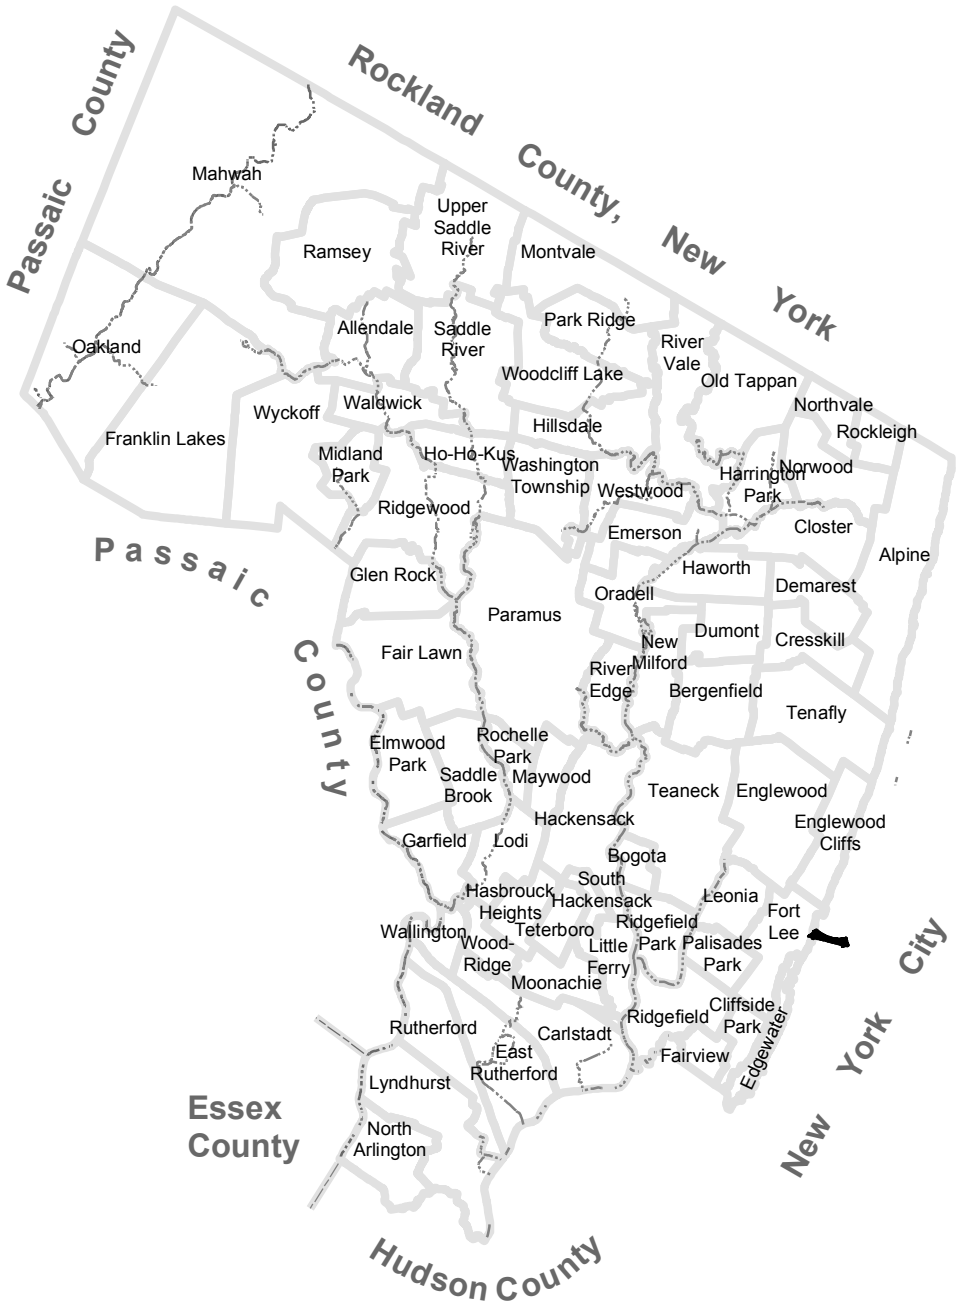 Passaic County
Rockland County, New York
Mahwah
Upper
Saddle
River
Ramsey
Montvale
Park Ridge
Allendale
Saddle
River
River
Vale
Oakland
Woodcliff Lake
Old Tappan
Wyckoff
Waldwick
Northvale
Hillsdale
Rockleigh
Franklin Lakes
Midland
Park
Ho-Ho-Kus
Washington
Township
Norwood
Harrington
Park
Westwood
Ridgewood
Closter
Emerson
Passaic County
Alpine
Glen Rock
Haworth
Demarest
Oradell
Paramus
Dumont
Cresskill
New
Milford
Fair Lawn
River
Edge
Bergenfield
Tenafly
Elmwood
Park
Rochelle
Park
Saddle
Brook
Maywood
Teaneck
Englewood
Hackensack
Englewood
Cliffs
Garfield
Lodi
Bogota
South
Hackensack
Hasbrouck
Heights
Leonia
Fort
Lee
Ridgefield
Park
Wallington
Teterboro
Wood-
Ridge
Little
Ferry
Palisades
Park
Moonachie
Cliffside
Park
Ridgefield
Rutherford
Carlstadt
Edgewater
East
Rutherford
Fairview
Lyndhurst
New York City
Essex
County
North
Arlington
Hudson County